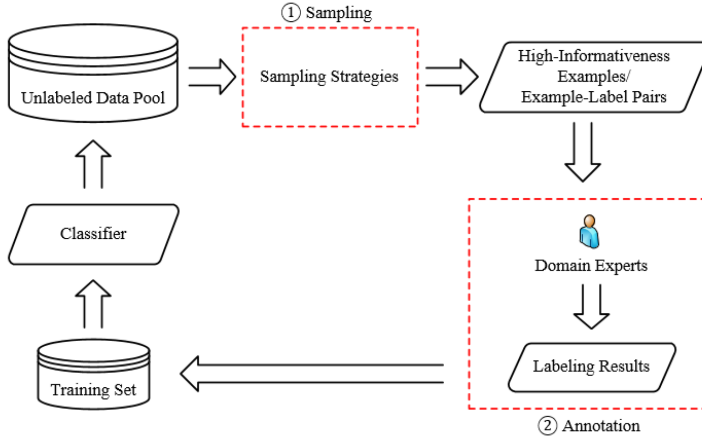 ① Sampling
Unlabeled Data Pool
Sampling Strategies
High-Informativeness
Examples/
Example-Label Pairs
Classifier
Domain Experts
Training Set
Labeling Results
② Annotation